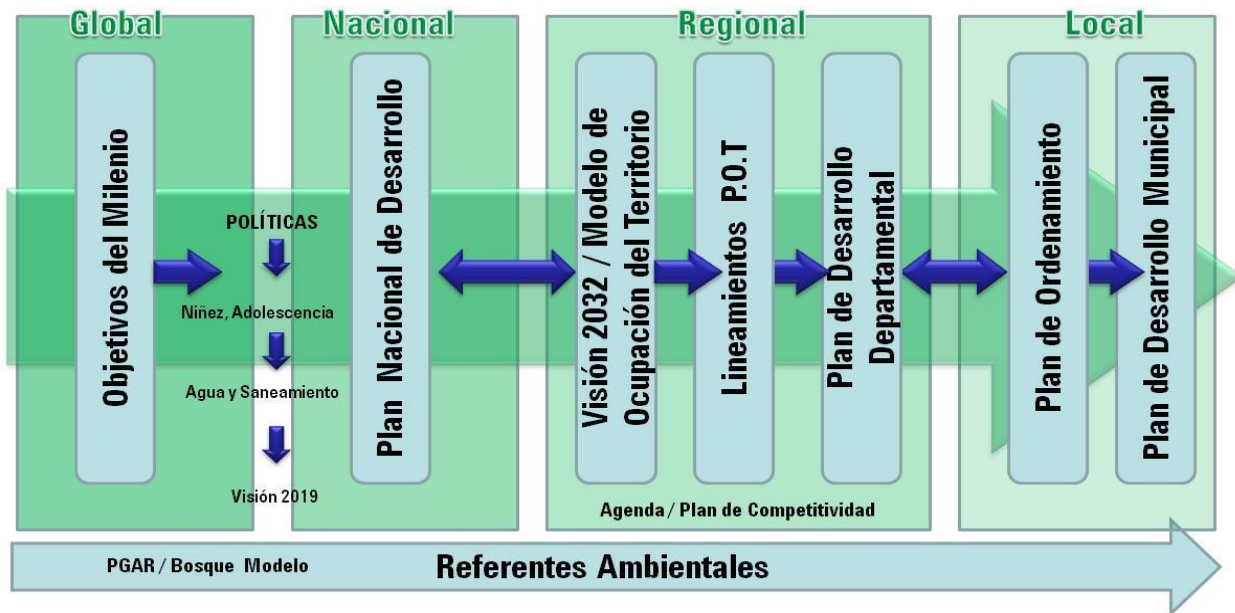 Global
Nacional
Regional
Local
Objetivos del Milenio
POLÍTICAS
Niñez, Adolescencia
Agua y Saneamiento
Visión 2019
Plan Nacional de Desarrollo
Visión 2032 / Modelo de
Ocupación del Territorio
Lineamientos P.O.T
Plan de Desarrollo
Departamental
Agenda / Plan de Competitividad
Plan de Ordenamiento
Plan de Desarrollo Municipal
PGAR / Bosque Modelo
Referentes Ambientales